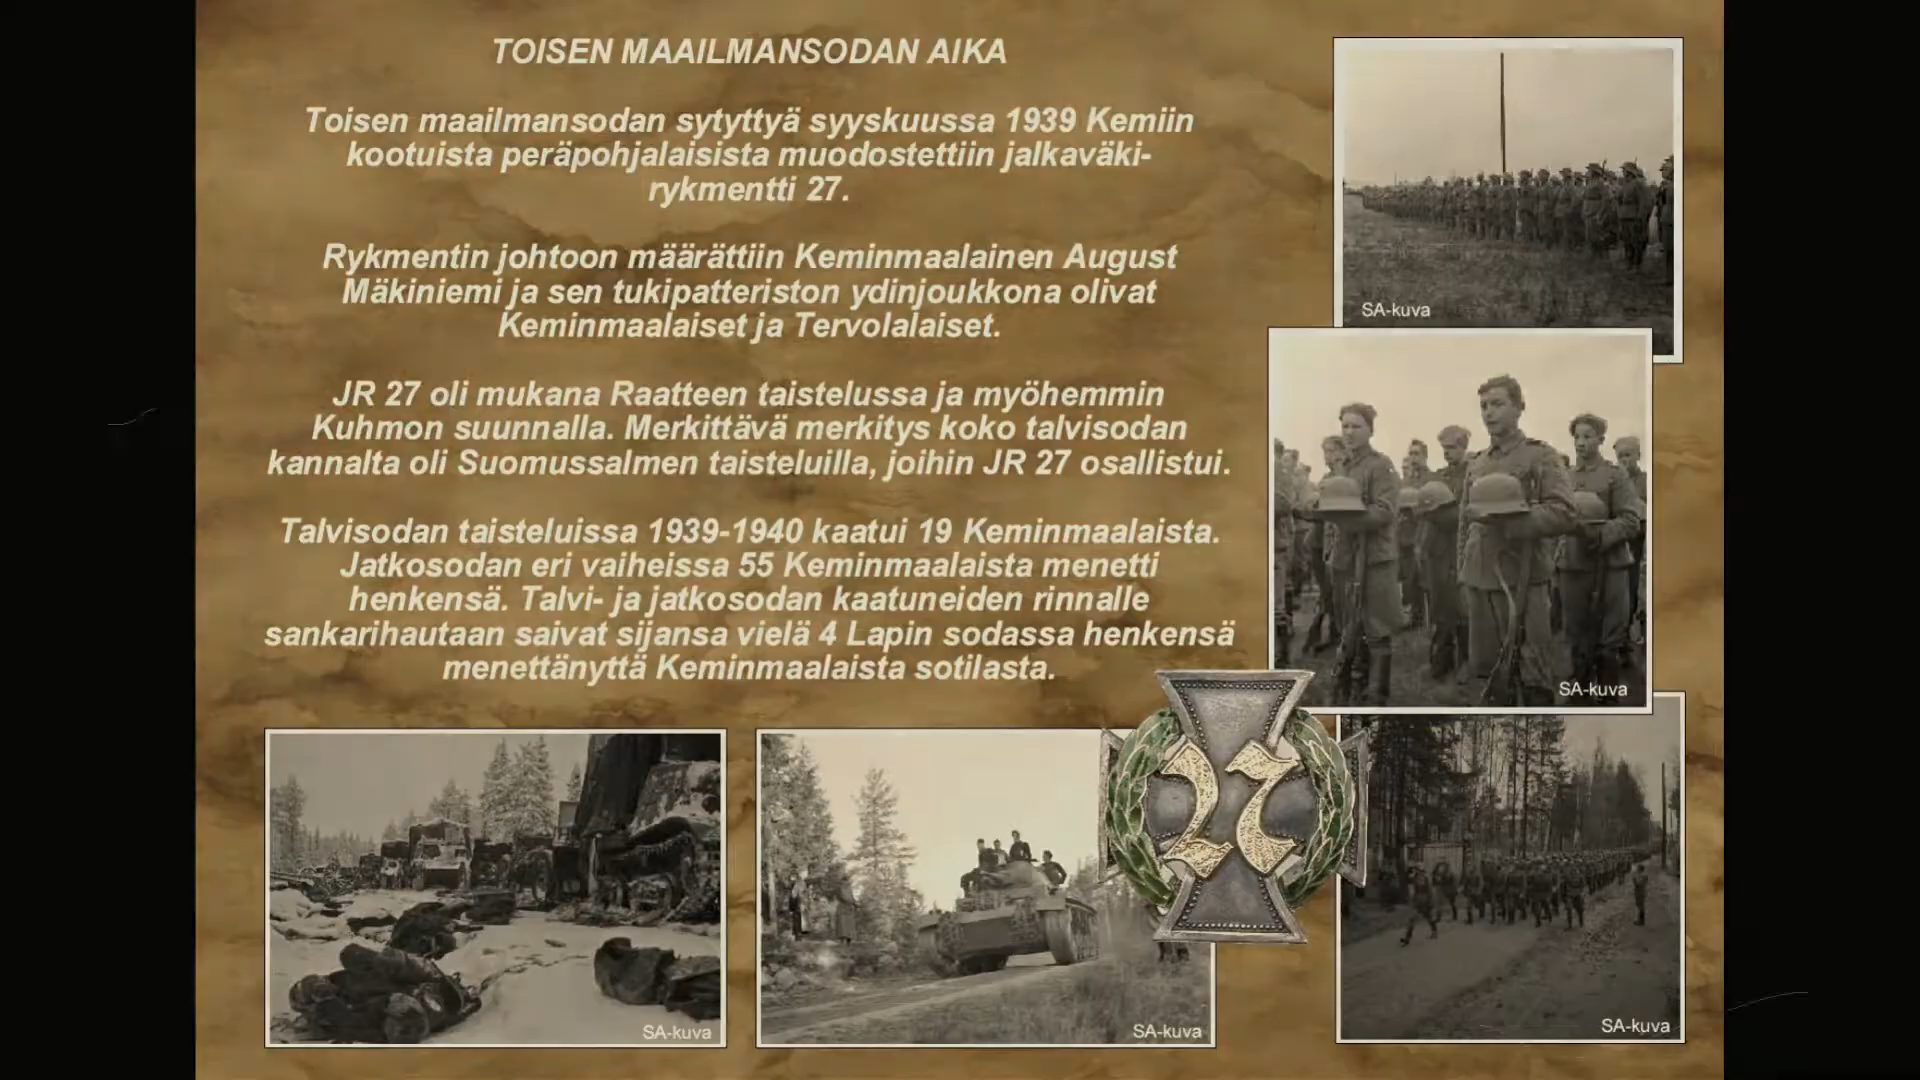 TOISEN MAAILMANSODAN AIKA
Toisen maailmansodan sytyttyä syyskuussa 1939 Kemiin
kootuista peräpohjalaisista muodostettiin jalkaväki-
rykmentti 27.
Rykmentin johtoon määrättiin Keminmaalainen August
Mäkiniemi ja sen tukipatteriston ydinjoukkona olivat
Keminmaalaiset ja Tervolalaiset.
JR 27 oli mukana Raatteen taistelussa ja myöhemmin
Kuhmon suunnalla. Merkittävä merkitys koko talvisodan
kannalta oli Suomussalmen taisteluilla, joihin JR 27 osallistui.
Talvisodan taisteluissa 1939-1940 kaatui 19 Keminmaalaista.
Jatkosodan eri vaiheissa 55 Keminmaalaista menetti
henkensä. Talvi- ja jatkosodan kaatuneiden rinnalle
sankarihautaan saivat sijansa vielä 4 Lapin sodassa henkensä
menettänyttä Keminmaalaista sotilasta.
SA-kuva
SA-kuva
27
SA-kuva
SA-kuva
SA-kuva